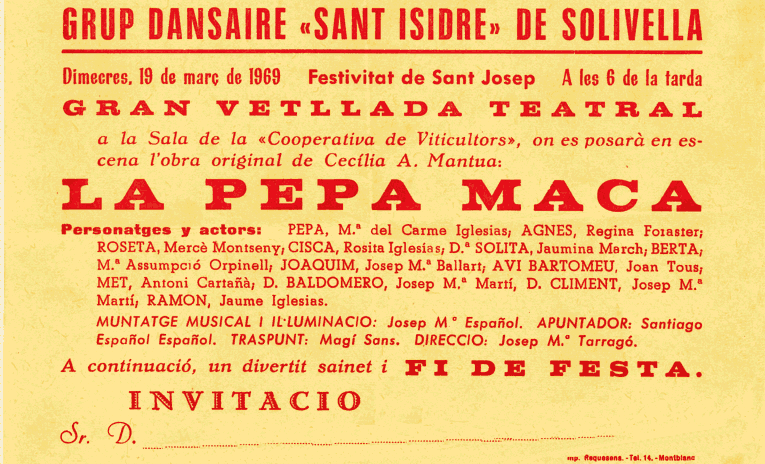 GRUP DANSAIRE «SANT ISIDRE» DE SOLIVELLA
Dimecres, 19 de març de 1969 Festivitat de Sant Josep A les 6 de la tarda
GRAN VETLLADA TEATRAL
a la Sala de la «Cooperativa de Viticultors», on es posarà en es-
cena l'obra original de Cecília A. Mantua:
LA PEPA MACA
Personatges y actors: PEPA, M.ª del Carme Iglesias; AGNES, Regina Foraster;
ROSETA, Mercè Montseny; CISCA, Rosita Iglesias; D.ª SOLITA, Jaumina March; BERTA;
M.ª Assumpció Orpinell; JOAQUIM, Josep M.ª Ballart; AVI BARTOMEU, Joan Tous;
MET, Antoni Cartañà; D. BALDOMERO, Josep M.ª Martí, D. CLIMENT, Josep M.ª
Martí; RAMON, Jaume Iglesias.
MUNTATGE MUSICAL I IL·LUMINACIO: Josep Mª Español. APUNTADOR: Santiago
Español Español. TRASPUNT: Magí Sans. DIRECCIO: Josep M.ª Tarragó.
A continuació, un divertit sainet i FI DE FESTA.
INVITACIO
Sr. D.
Imp. Requesens. - Tel. 14. - Montblanc